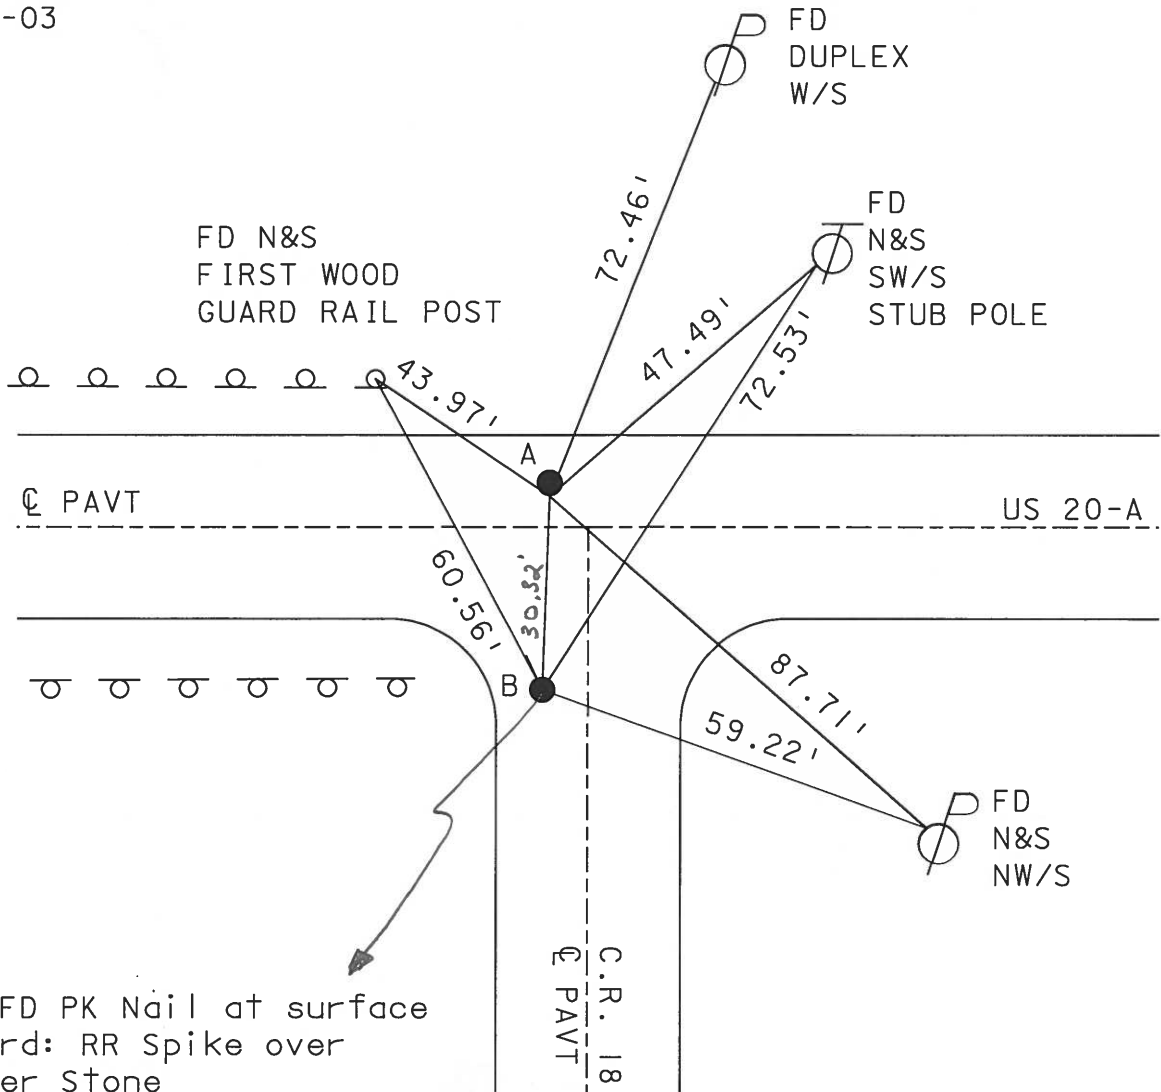 -03
FD
DUPLEX
W/S
FD
N&S
SW/S
STUB POLE
FD N&S
FIRST WOOD
GUARD RAIL POST
72.46'
47.49'
72.53'
43.97'
A
℄ PAVT
US 20-A
60.56'
30.32'
B
87.71'
59.22'
FD
N&S
NW/S
C.R. 18
℄ PAVT
FD PK Nail at surface
rd: RR Spike over
er Stone